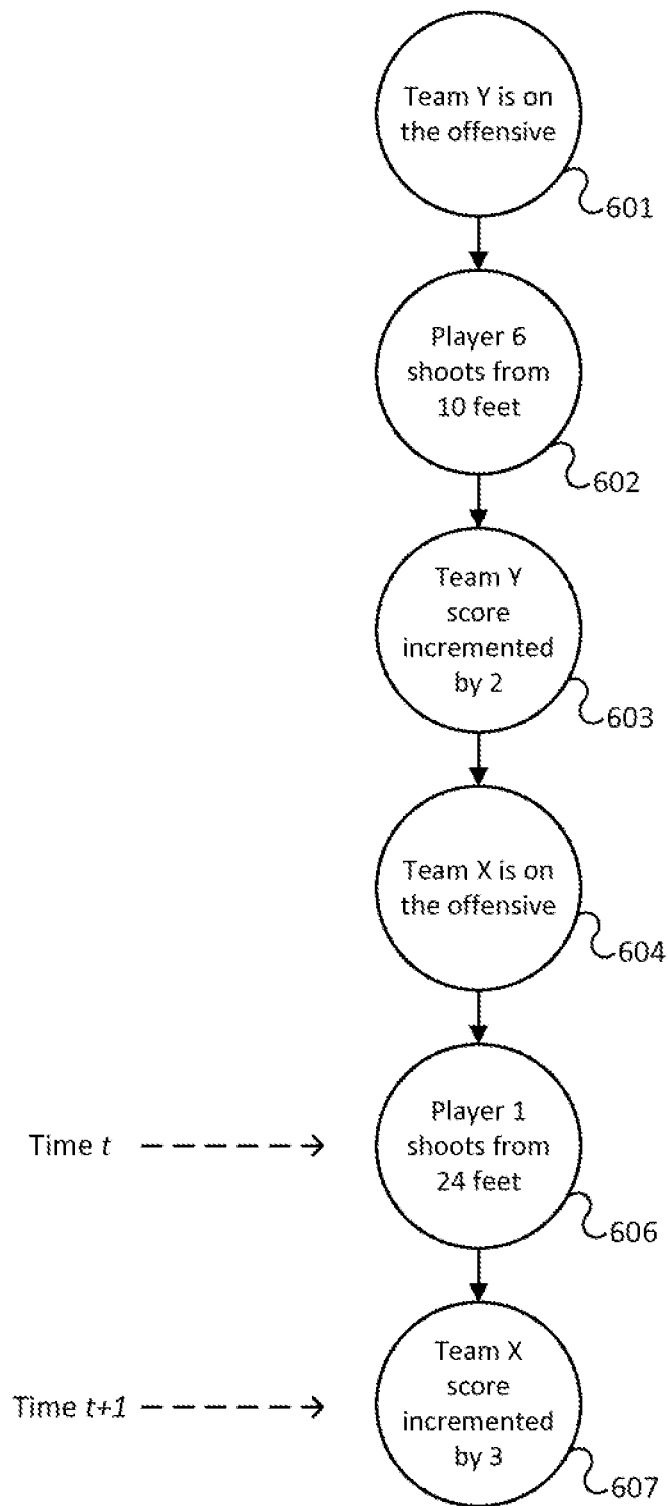 Team Y is on
the offensive
601
Player 6
shoots from
10 feet
602
Team Y
score
incremented
by 2
603
Team X is on
the offensive
604
Time t
Player 1
shoots from
24 feet
606
Time t+1
Team X
score
incremented
by 3
607